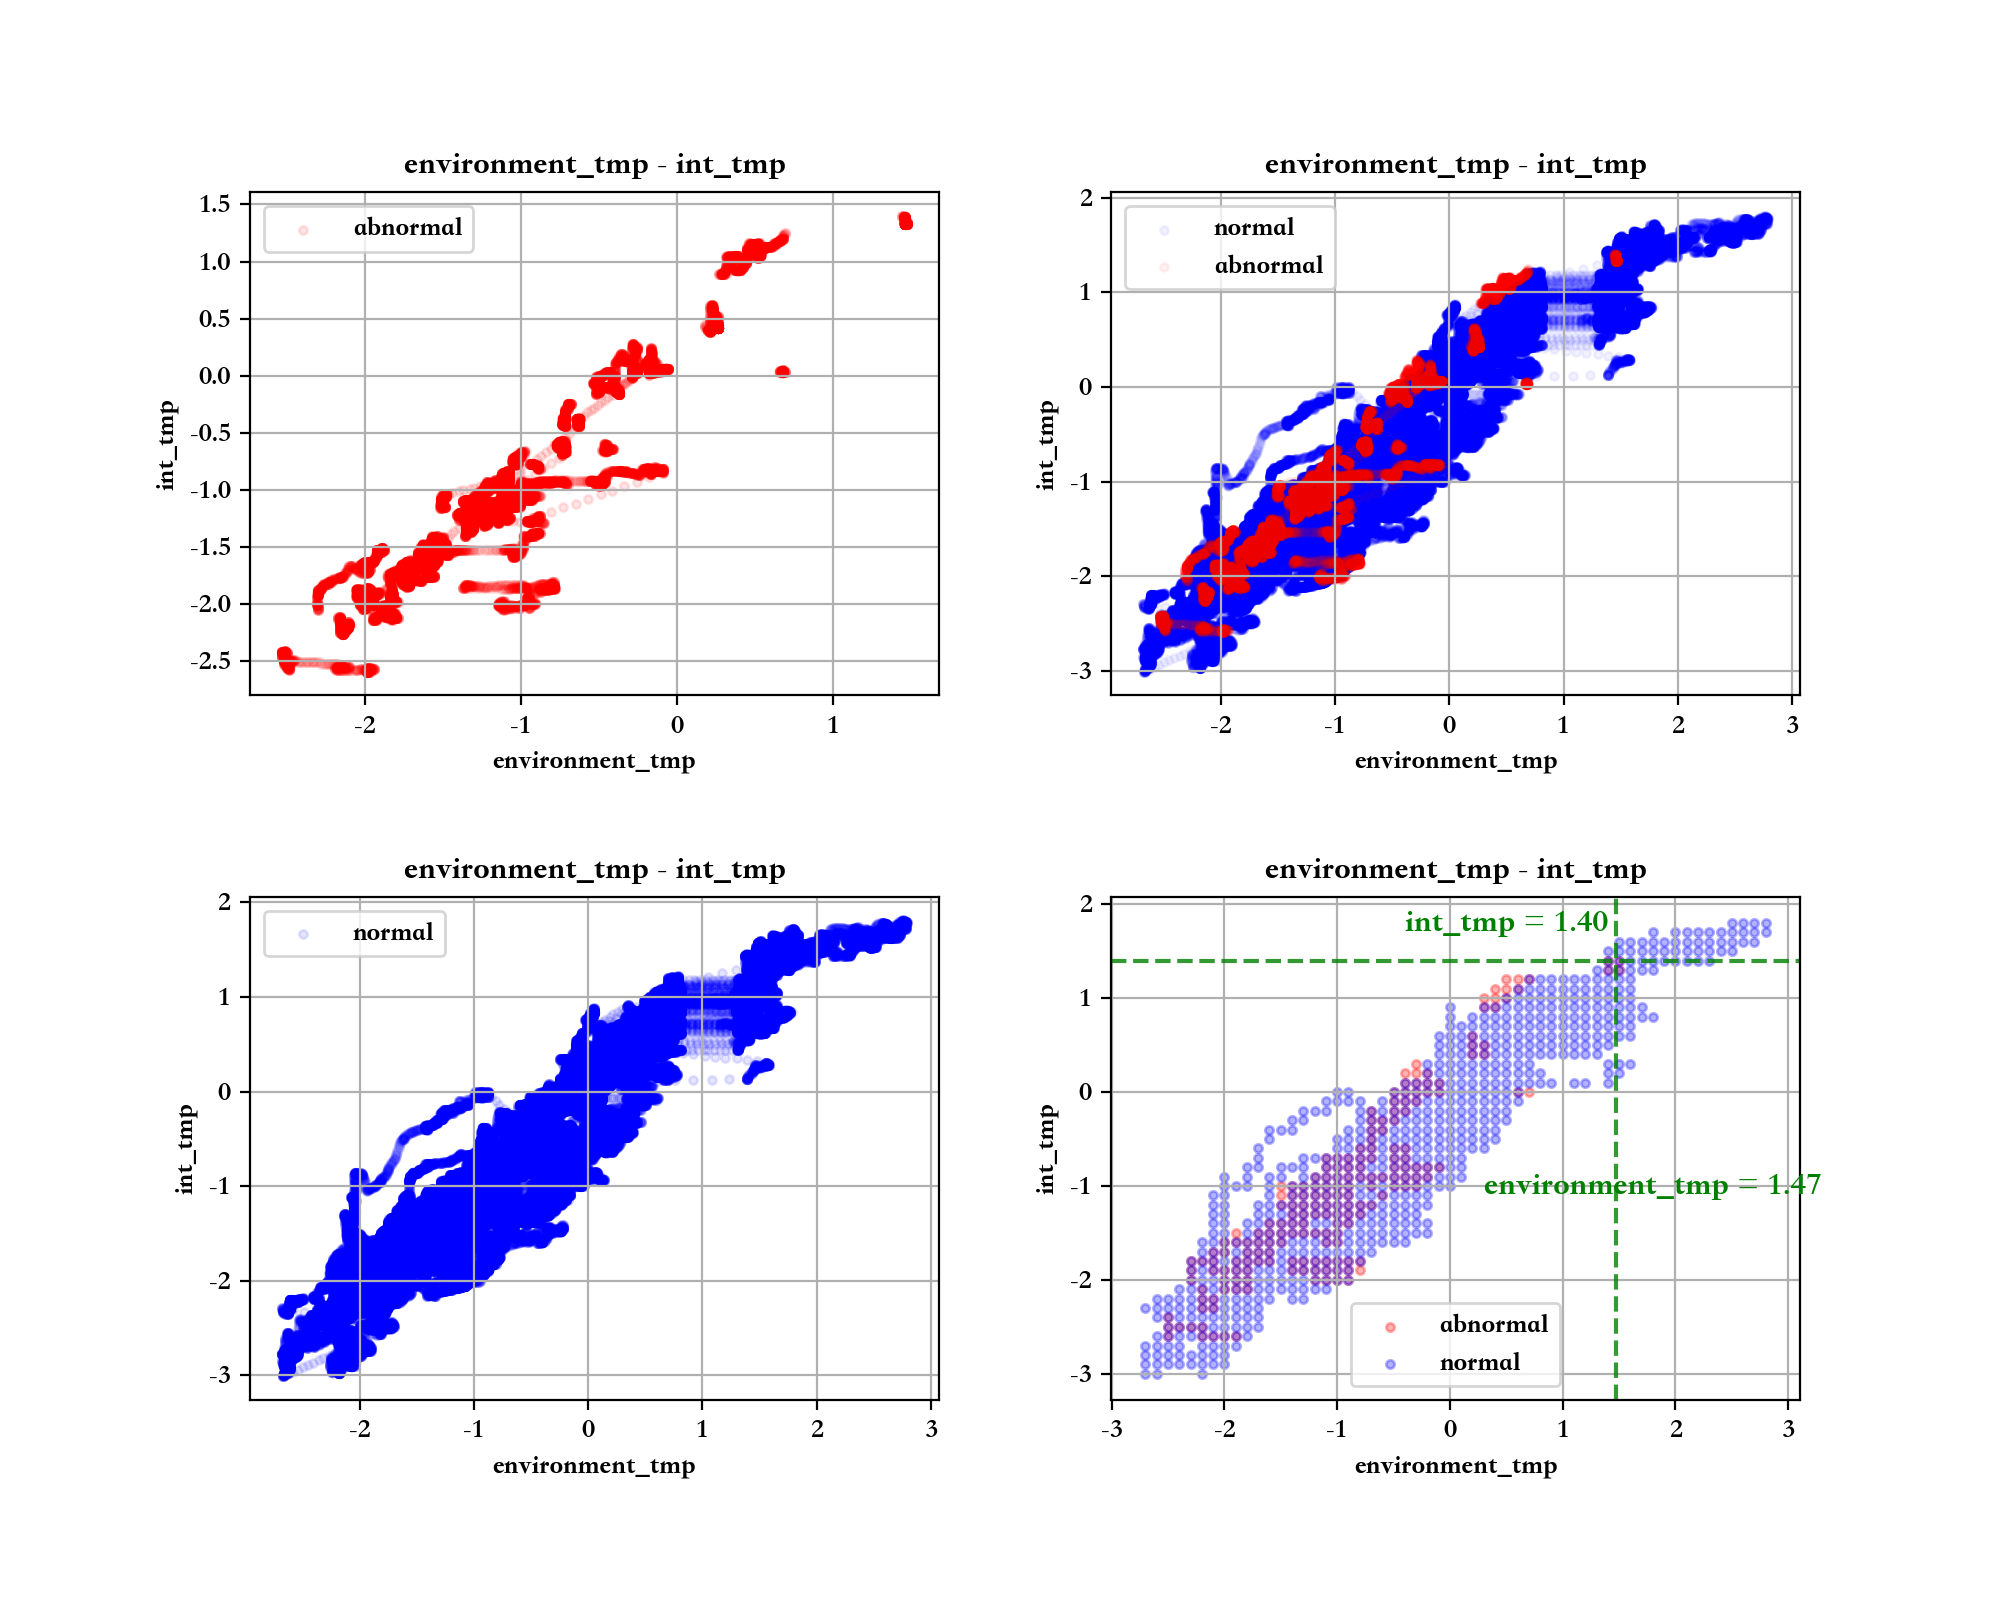 environment_tmp - int_tmp
abnormal
1.5
1.0
0.5
0.0
-0.5
-1.0
-1.5
-2.0
-2.5
int_tmp
-2 -1 0 1
environment_tmp
environment_tmp - int_tmp
normal
abnormal
2
1
0
-1
-2
-3
int_tmp
-2 -1 0 1 2 3
environment_tmp
environment_tmp - int_tmp
normal
2
1
0
-1
-2
-3
int_tmp
-2 -1 0 1 2 3
environment_tmp
environment_tmp - int_tmp
int_tmp = 1.40
environment_tmp = 1.47
abnormal
normal
2
1
0
-1
-2
-3
int_tmp
-3 -2 -1 0 1 2 3
environment_tmp